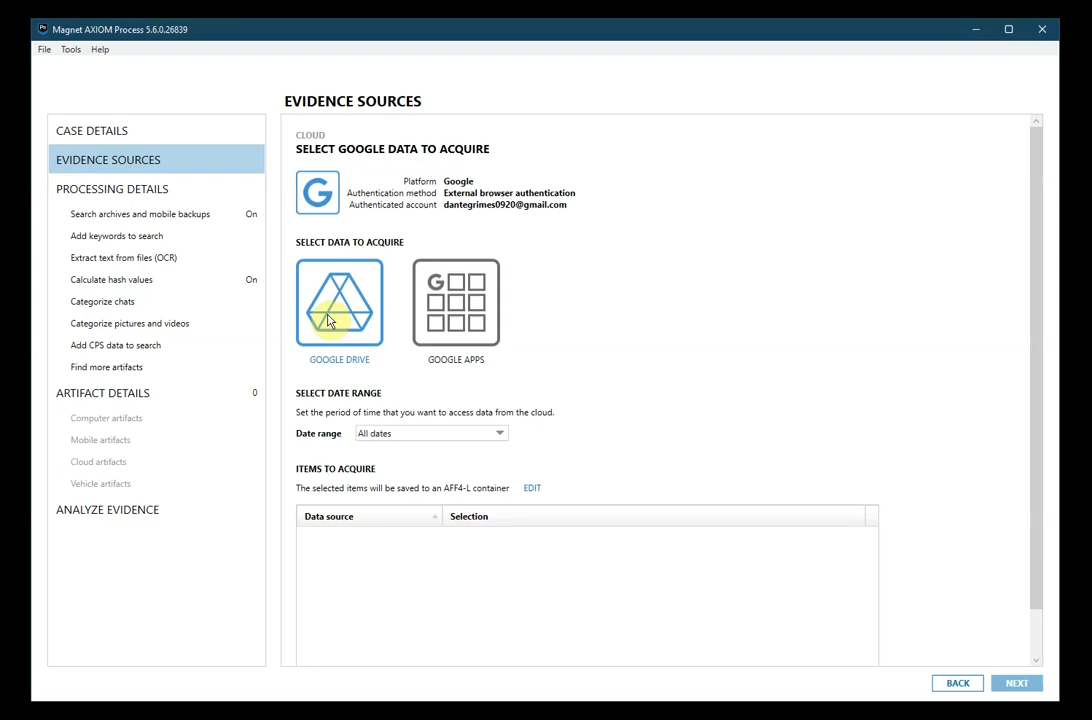 Magnet AXIOM Process 5.6.0.26839
File Tools Help
EVIDENCE SOURCES
CASE DETAILS
EVIDENCE SOURCES
PROCESSING DETAILS
Search archives and mobile backups On
Add keywords to search
Extract text from files (OCR)
Calculate hash values On
Categorize chats
Categorize pictures and videos
Add CPS data to search
Find more artifacts
ARTIFACT DETAILS 0
Computer artifacts
Mobile artifacts
Cloud artifacts
Vehicle artifacts
ANALYZE EVIDENCE
CLOUD
SELECT GOOGLE DATA TO ACQUIRE
Platform Google
Authentication method External browser authentication
Authenticated account dantegrimes0920@gmail.com
SELECT DATA TO ACQUIRE
GOOGLE DRIVE GOOGLE APPS
SELECT DATE RANGE
Set the period of time that you want to access data from the cloud.
Date range All dates
ITEMS TO ACQUIRE
The selected items will be saved to an AFF4-L container EDIT
Data source Selection
BACK NEXT